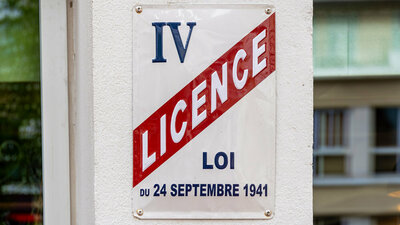 IV
LICENCE
LOI
DU 24 SEPTEMBRE 1941